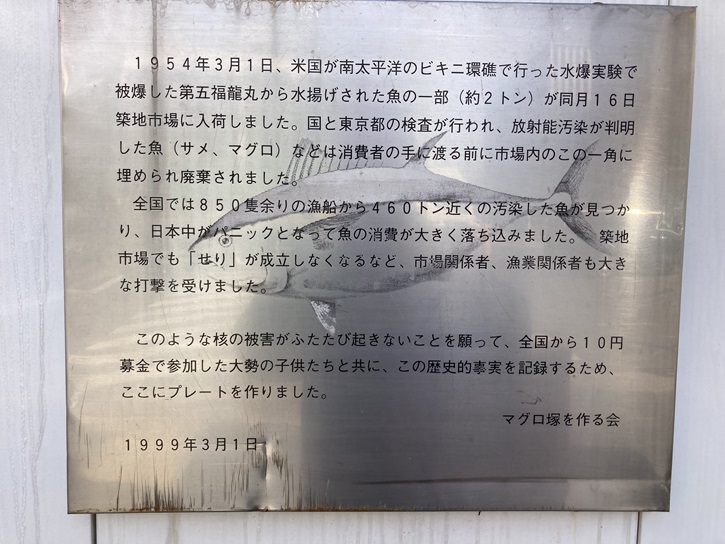 1954年3月1日、米国が南太平洋のビキニ環礁で行った水爆実験で
被爆した第五福龍丸から水揚げされた魚の一部（約2トン）が同月16日
築地市場に入荷しました。国と東京都の検査が行われ、放射能汚染が判明
した魚（サメ、マグロ）などは消費者の手に渡る前に市場内のこの一角に
埋められ廃棄されました。
全国では850隻余りの漁船から460トン近くの汚染した魚が見つか
り、日本中がパニックとなって魚の消費が大きく落ち込みました。　築地
市場でも「せり」が成立しなくなるなど、市場関係者、漁業関係者も大き
な打撃を受けました。
このような核の被害がふたたび起きないことを願って、全国から10円
募金で参加した大勢の子供たちと共に、この歴史的事実を記録するため、
ここにプレートを作りました。
マグロ塚を作る会
1999年3月1日